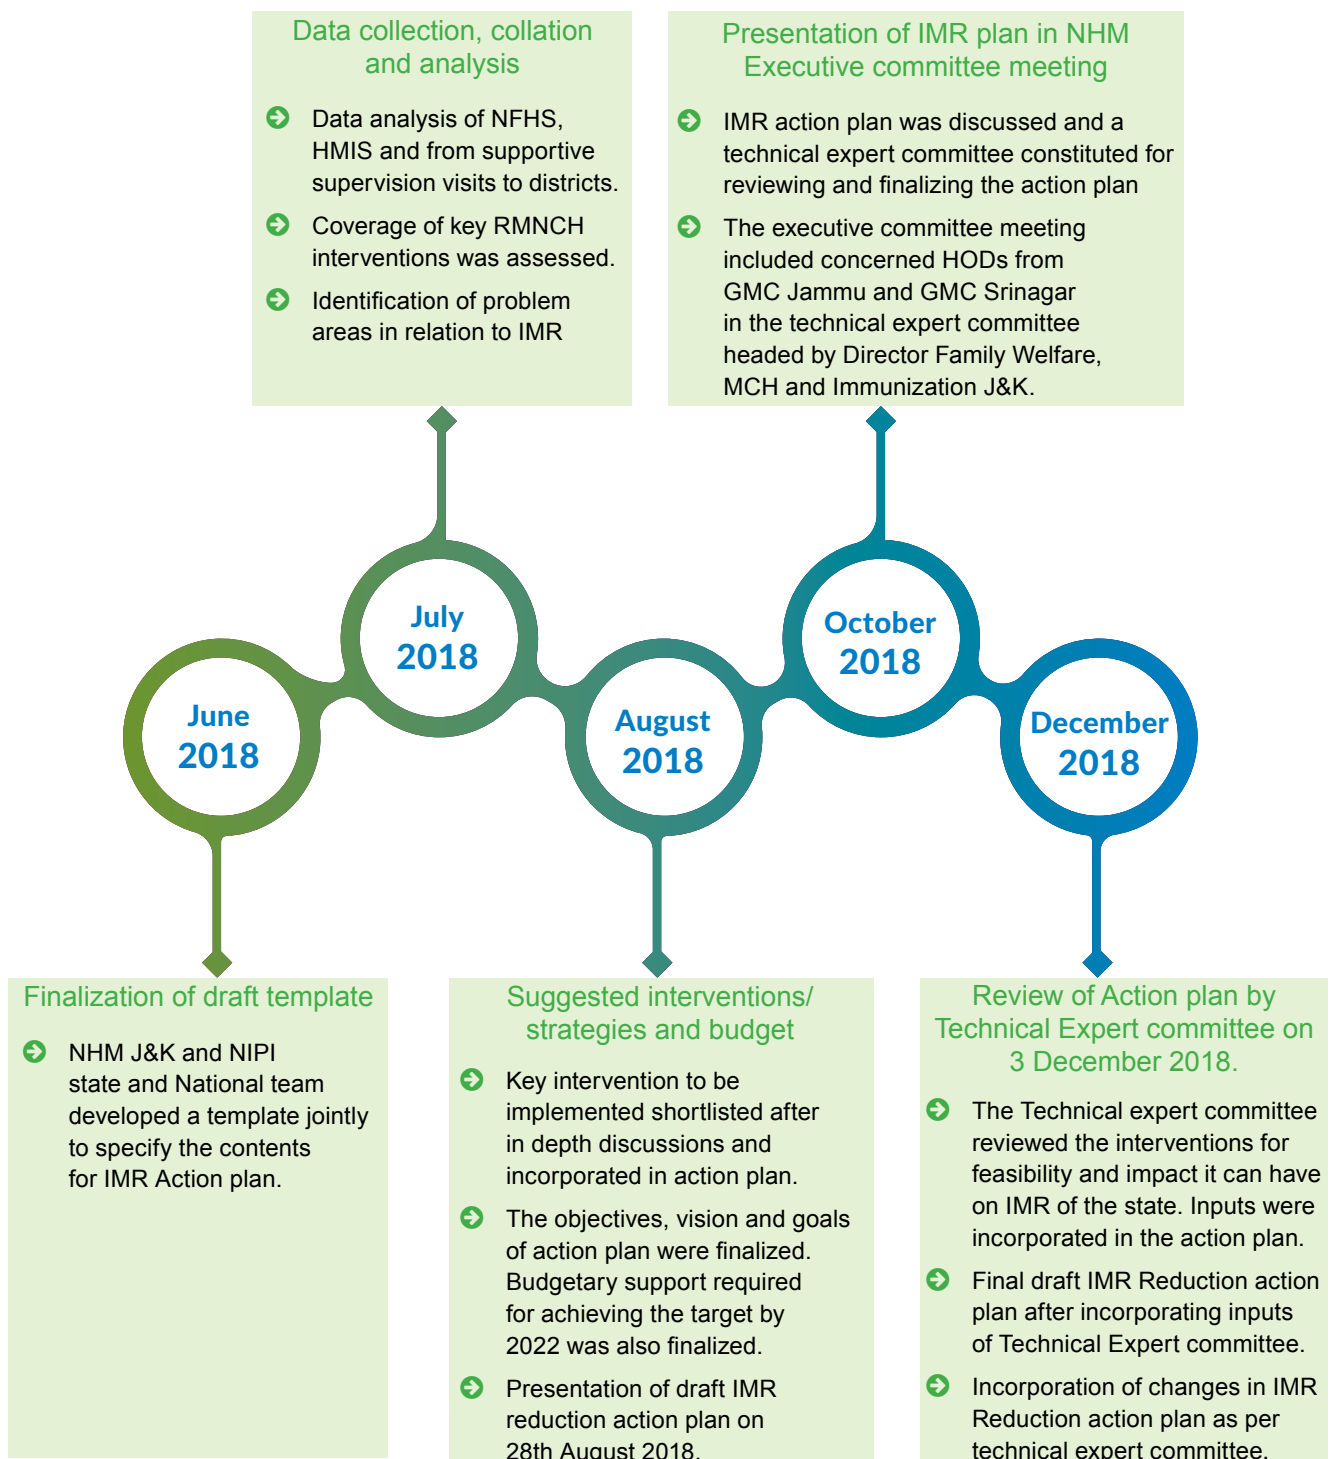 Data collection, collation
and analysis
Data analysis of NFHS,
HMIS and from supportive
supervision visits to districts.
Coverage of key RMNCH
interventions was assessed.
Identification of problem
areas in relation to IMR
Presentation of IMR plan in NHM
Executive committee meeting
IMR action plan was discussed and a
technical expert committee constituted for
reviewing and finalizing the action plan
The executive committee meeting
included concerned HODs from
GMC Jammu and GMC Srinagar
in the technical expert committee
headed by Director Family Welfare,
MCH and Immunization J&K.
June
2018
July
2018
August
2018
October
2018
December
2018
Finalization of draft template
NHM J&K and NIPI
state and National team
developed a template jointly
to specify the contents
for IMR Action plan.
Suggested interventions/
strategies and budget
Key intervention to be
implemented shortlisted after
in depth discussions and
incorporated in action plan.
The objectives, vision and goals
of action plan were finalized.
Budgetary support required
for achieving the target by
2022 was also finalized.
Presentation of draft IMR
reduction action plan on
28th August 2018.
Review of Action plan by
Technical Expert committee on
3 December 2018.
The Technical expert committee
reviewed the interventions for
feasibility and impact it can have
on IMR of the state. Inputs were
incorporated in the action plan.
Final draft IMR Reduction action
plan after incorporating inputs
of Technical Expert committee.
Incorporation of changes in IMR
Reduction action plan as per
technical expert committee.